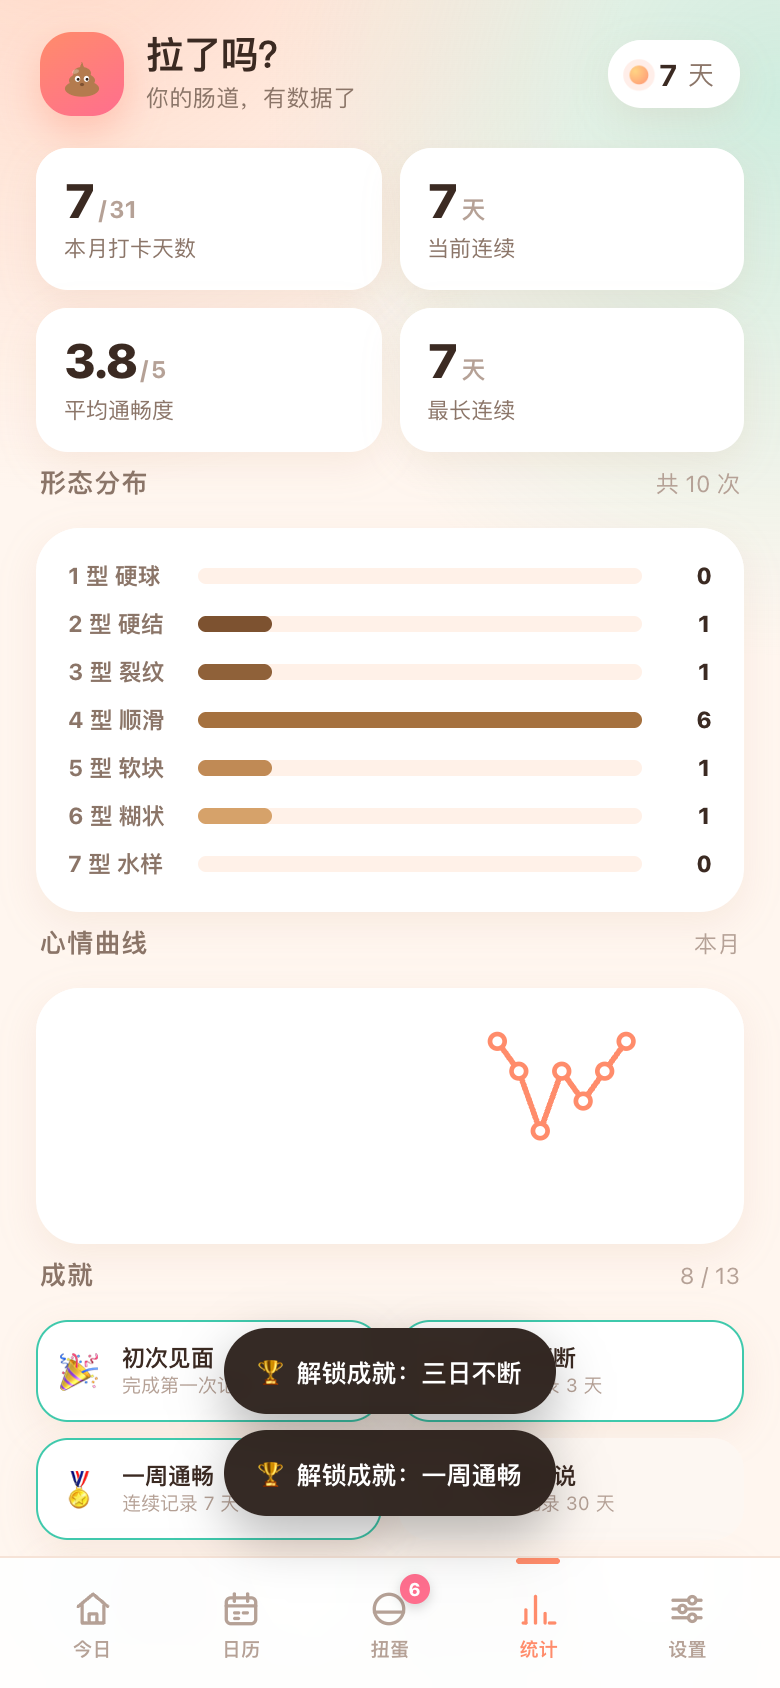 拉了吗?
你的肠道，有数据了
7 天
7/31
本月打卡天数
7天
当前连续
3.8/5
平均通畅度
7天
最长连续
形态分布
共 10 次
1 型 硬球 0
2 型 硬结 1
3 型 裂纹 1
4 型 顺滑 6
5 型 软块 1
6 型 糊状 1
7 型 水样 0
心情曲线
本月
成就
8 / 13
初次见面
完成第一次
断
3 天
解锁成就：三日不断
一周通畅
连续记录 7 天
说
录 30 天
解锁成就：一周通畅
6
今日
日历
扭蛋
统计
设置